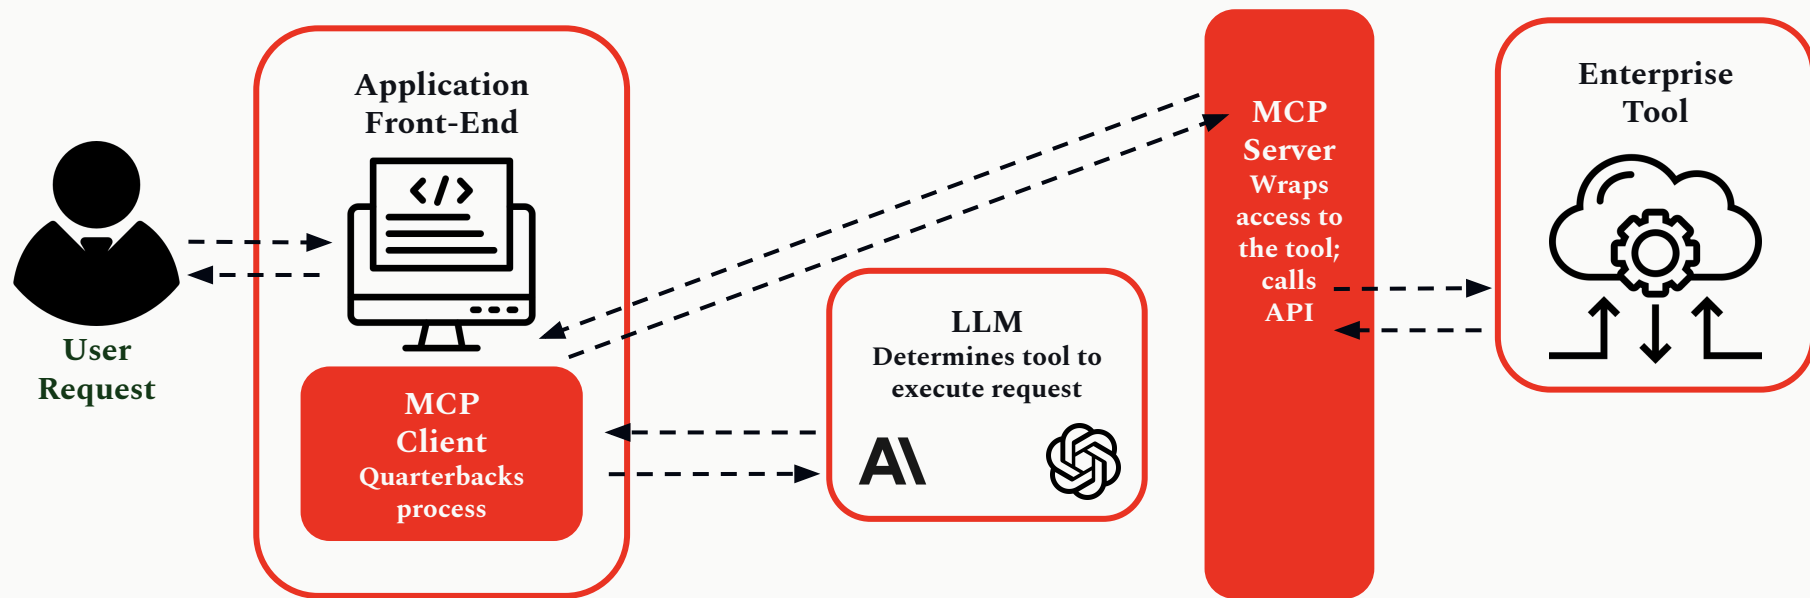 User
Request
Application
Front-End
</>
MCP
Client
Quarterbacks
process
LLM
Determines tool to
execute request
AI
MCP
Server
Wraps
access to
the tool;
calls
API
Enterprise
Tool